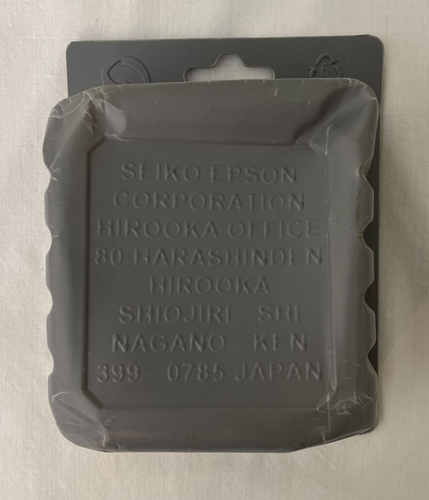 SEIKO EPSON
CORPORATION
HIROOKA OFFICE
80 HARASHINDEN
HIROOKA
SHIOJIRI - SHI
NAGANO - KEN
399 - 0785 JAPAN